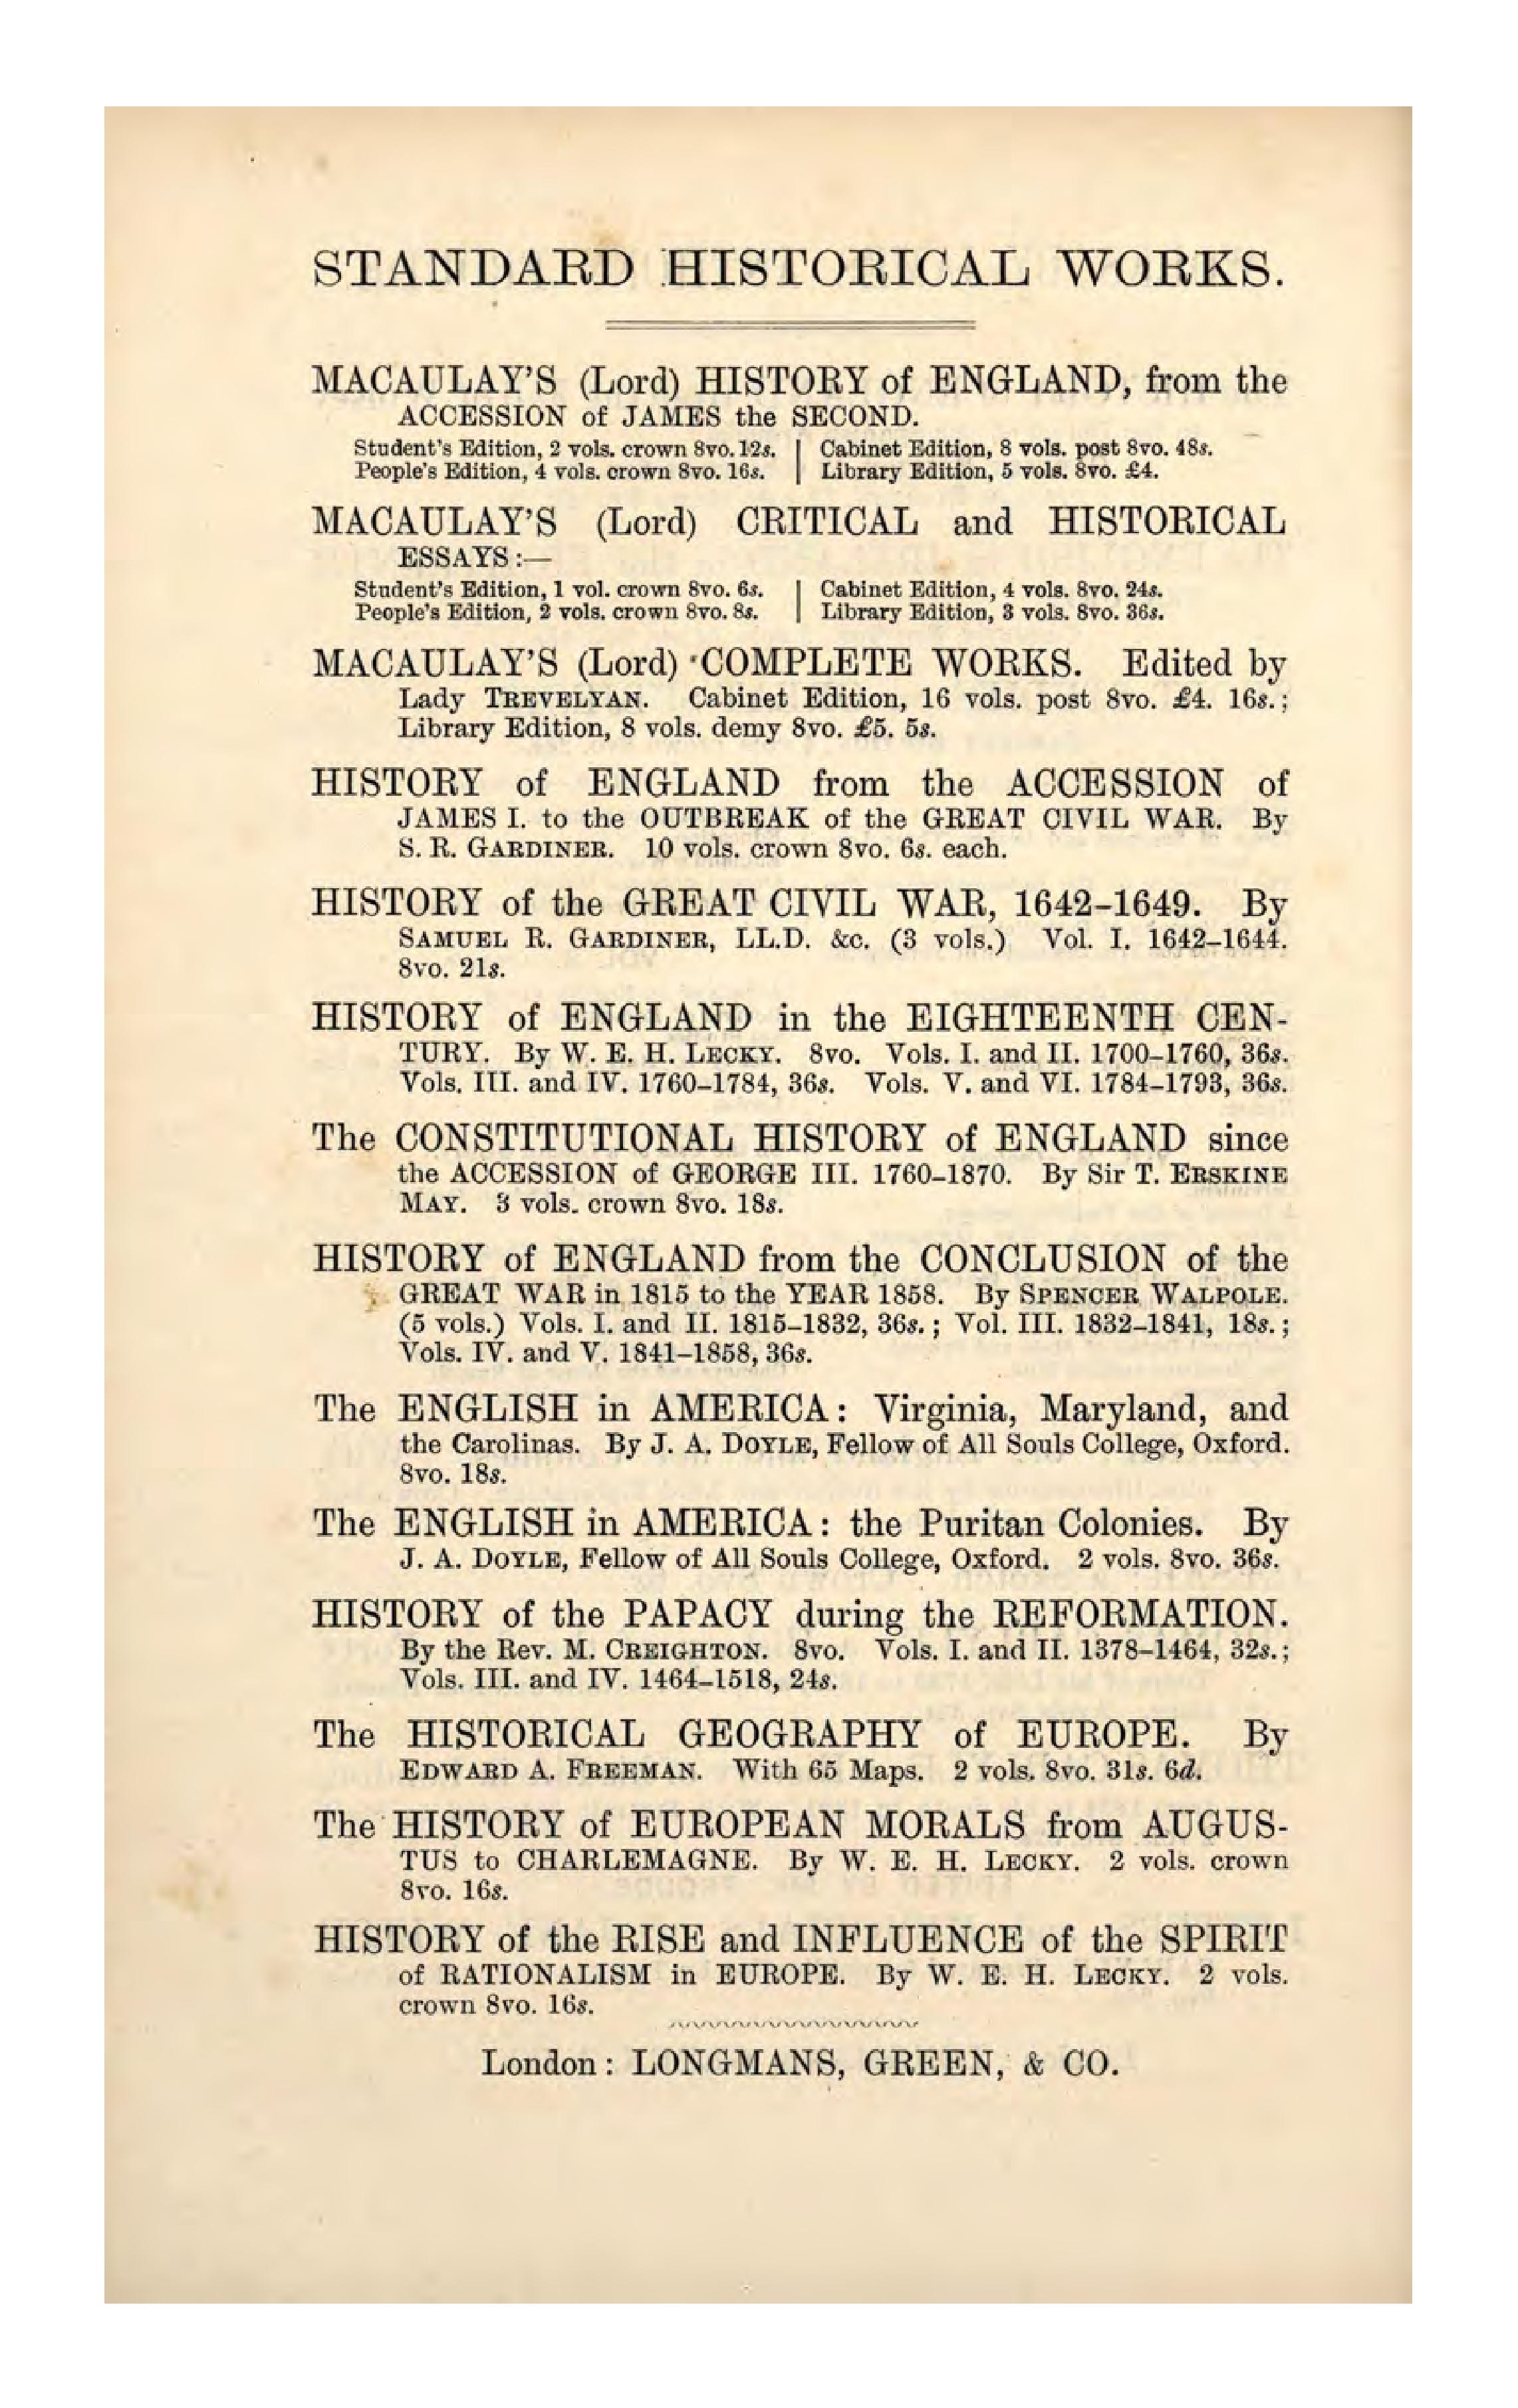 STANDARD HISTORICAL WORKS.
MACAULAY'S (Lord) HISTORY of ENGLAND, from the
ACCESSION of JAMES the SECOND.
Student's Edition, 2 vols. crown 8vo. 12s. | Cabinet Edition, 8 vols. post 8vo. 48s.
People's Edition, 4 vols. crown 8vo. 16s. | Library Edition, 5 vols. 8vo. £4.
MACAULAY'S (Lord) CRITICAL and HISTORICAL
ESSAYS:—
Student's Edition, 1 vol. crown 8vo. 6s. | Cabinet Edition, 4 vols. 8vo. 24s.
People's Edition, 2 vols. crown 8vo. 8s. | Library Edition, 3 vols. 8vo. 36s.
MACAULAY'S (Lord) COMPLETE WORKS. Edited by
Lady TREVELYAN. Cabinet Edition, 16 vols. post 8vo. £4. 16s.;
Library Edition, 8 vols. demy 8vo. £5. 5s.
HISTORY of ENGLAND from the ACCESSION of
JAMES I. to the OUTBREAK of the GREAT CIVIL WAR. By
S. R. GARDINER. 10 vols. crown 8vo. 6s. each.
HISTORY of the GREAT CIVIL WAR, 1642–1649. By
SAMUEL R. GARDINER, LL.D. &c. (3 vols.) Vol. I. 1642–1644.
8vo. 21s.
HISTORY of ENGLAND in the EIGHTEENTH CEN-
TURY. By W. E. H. LECKY. 8vo. Vols. I. and II. 1700–1760, 36s.
Vols. III. and IV. 1760–1784, 36s. Vols. V. and VI. 1784–1793, 36s.
The CONSTITUTIONAL HISTORY of ENGLAND since
the ACCESSION of GEORGE III. 1760–1870. By Sir T. ERSKINE
MAY. 3 vols. crown 8vo. 18s.
HISTORY of ENGLAND from the CONCLUSION of the
GREAT WAR in 1815 to the YEAR 1858. By SPENCER WALPOLE.
(5 vols.) Vols. I. and II. 1815–1832, 36s.; Vol. III. 1832–1841, 18s.;
Vols. IV. and V. 1841–1858, 36s.
The ENGLISH in AMERICA: Virginia, Maryland, and
the Carolinas. By J. A. DOYLE, Fellow of All Souls College, Oxford.
8vo. 18s.
The ENGLISH in AMERICA: the Puritan Colonies. By
J. A. DOYLE, Fellow of All Souls College, Oxford. 2 vols. 8vo. 36s.
HISTORY of the PAPACY during the REFORMATION.
By the Rev. M. CREIGHTON. 8vo. Vols. I. and II. 1378–1464, 32s.;
Vols. III. and IV. 1464–1518, 24s.
The HISTORICAL GEOGRAPHY of EUROPE. By
EDWARD A. FREEMAN. With 65 Maps. 2 vols. 8vo. 31s. 6d.
The HISTORY of EUROPEAN MORALS from AUGUS-
TUS to CHARLEMAGNE. By W. E. H. LECKY. 2 vols. crown
8vo. 16s.
HISTORY of the RISE and INFLUENCE of the SPIRIT
of RATIONALISM in EUROPE. By W. E. H. LECKY. 2 vols.
crown 8vo. 16s.
London: LONGMANS, GREEN, & CO.